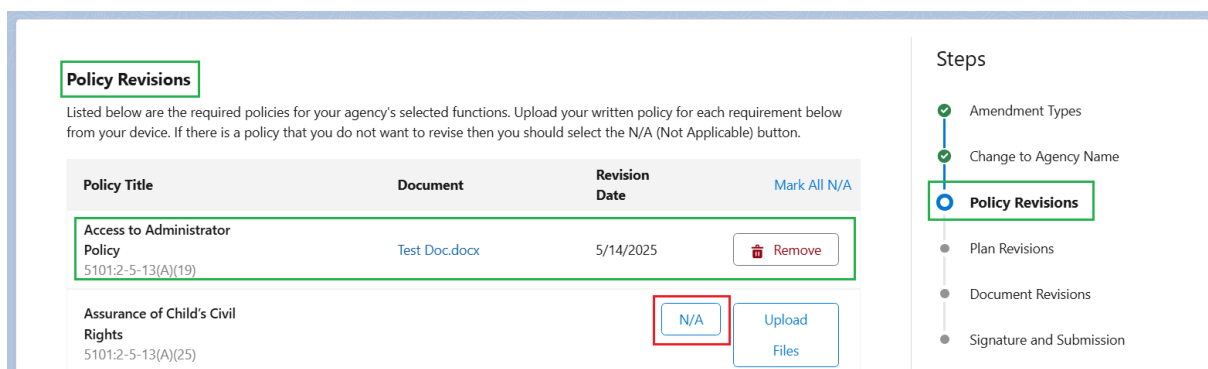 Policy Revisions
Listed below are the required policies for your agency's selected functions. Upload your written policy for each requirement below
from your device. If there is a policy that you do not want to revise then you should select the N/A (Not Applicable) button.
Policy Title
Document
Revision
Date
Mark All N/A
Access to Administrator
Policy
5101:2-5-13(A)(19)
Test Doc.docx
5/14/2025
Remove
Assurance of Child's Civil
Rights
5101:2-5-13(A)(25)
N/A
Upload
Files
Steps
Amendment Types
Change to Agency Name
Policy Revisions
Plan Revisions
Document Revisions
Signature and Submission